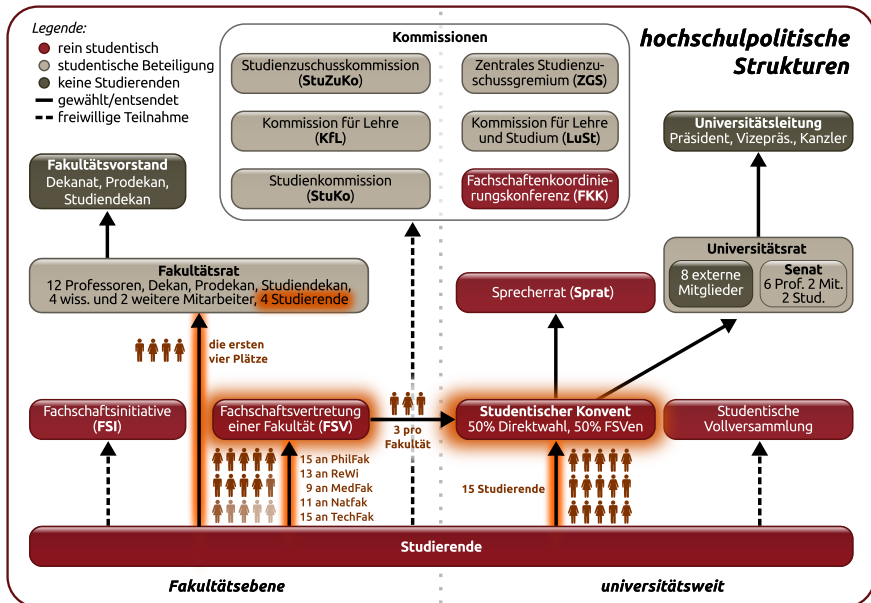 Legende:
rein studentisch
studentische Beteiligung
keine Studierenden
gewählt/entsendet
freiwillige Teilnahme
hochschulpolitische
Strukturen
Kommissionen
Studienzuschusskommission
(StuZuKo)
Zentrales Studienzu-
schussgremium (ZGS)
Kommission für Lehre
(KfL)
Kommission für Lehre
und Studium (LuSt)
Studienkommission
(StuKo)
Fachschaftenkoordinie-
rungskonferenz (FKK)
Universitätsleitung
Präsident, Vizepräs., Kanzler
Fakultätsvorstand
Dekanat, Prodekan,
Studiendekan
Fakultätsrat
12 Professoren, Dekan, Prodekan, Studiendekan,
4 wiss. und 2 weitere Mitarbeiter, 4 Studierende
Sprecherrat (Sprat)
Universitätsrat
8 externe
Mitglieder
Senat
6 Prof. 2 Mit.
2 Stud.
die ersten
vier Plätze
Fachschaftsinitiative
(FSI)
Fachschaftsvertretung
einer Fakultät (FSV)
3 pro
Fakultät
Studentischer Konvent
50% Direktwahl, 50% FSVen
Studentische
Vollversammlung
15 an PhilFak
13 an ReWi
9 an MedFak
11 an Natfak
15 an TechFak
15 Studierende
Studierende
Fakultätsebene
universitätsweit